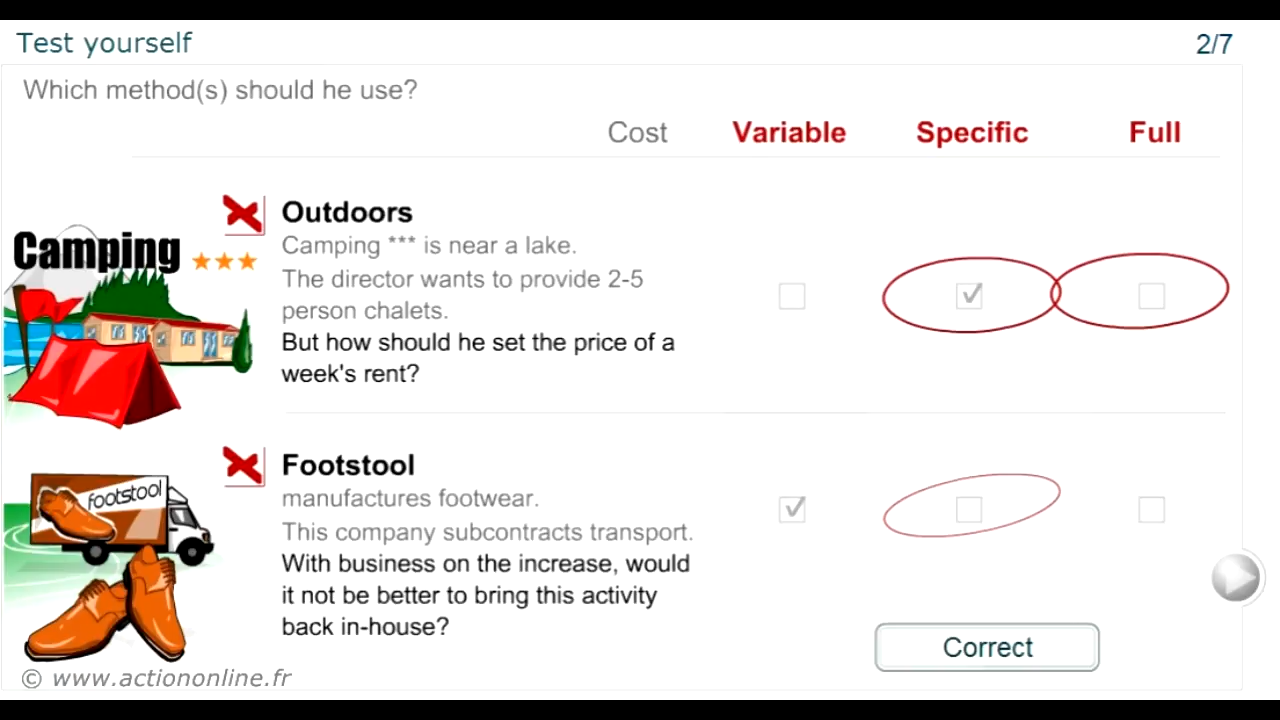 Test yourself
2/7
Which method(s) should he use?
Cost Variable Specific Full
Camping ***
Outdoors
Camping *** is near a lake.
The director wants to provide 2-5
person chalets.
But how should he set the price of a
week's rent?
footstool
Footstool
manufactures footwear.
This company subcontracts transport.
With business on the increase, would
it not be better to bring this activity
back in-house?
Correct
© www.actiononline.fr